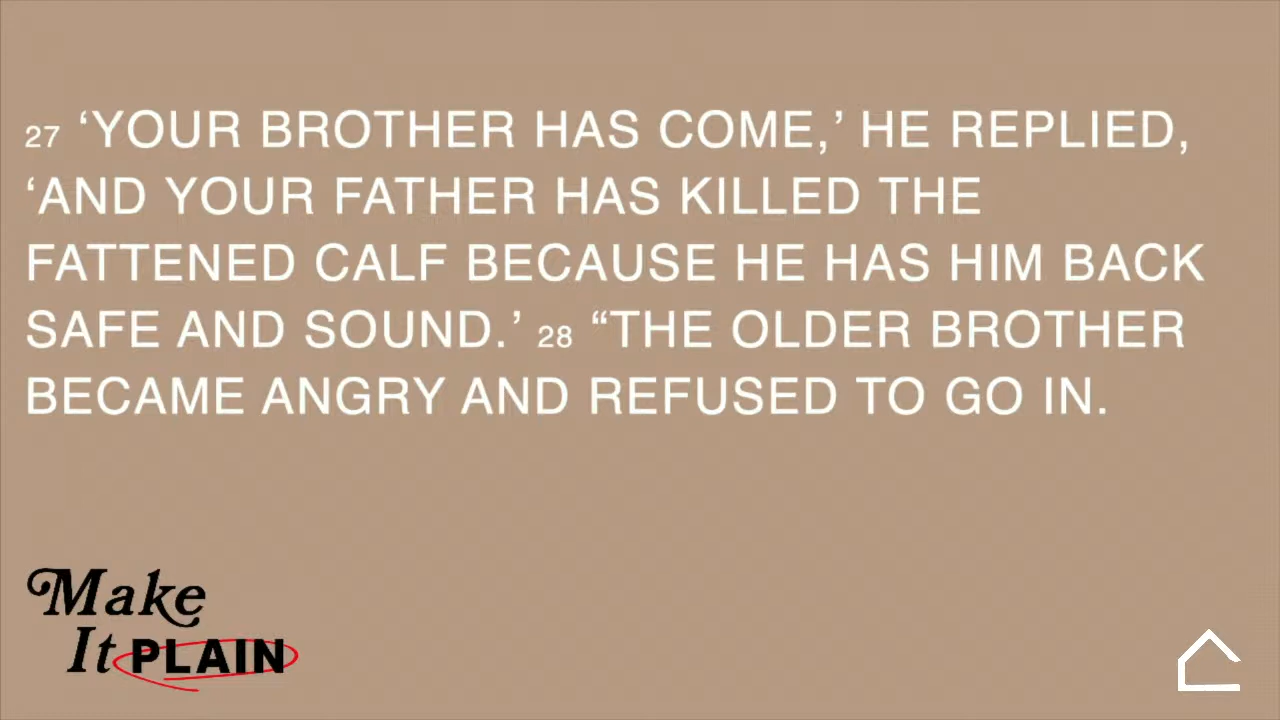 27 ‘YOUR BROTHER HAS COME,’ HE REPLIED,
‘AND YOUR FATHER HAS KILLED THE
FATTENED CALF BECAUSE HE HAS HIM BACK
SAFE AND SOUND.’ 28 “THE OLDER BROTHER
BECAME ANGRY AND REFUSED TO GO IN.
Make
It PLAIN